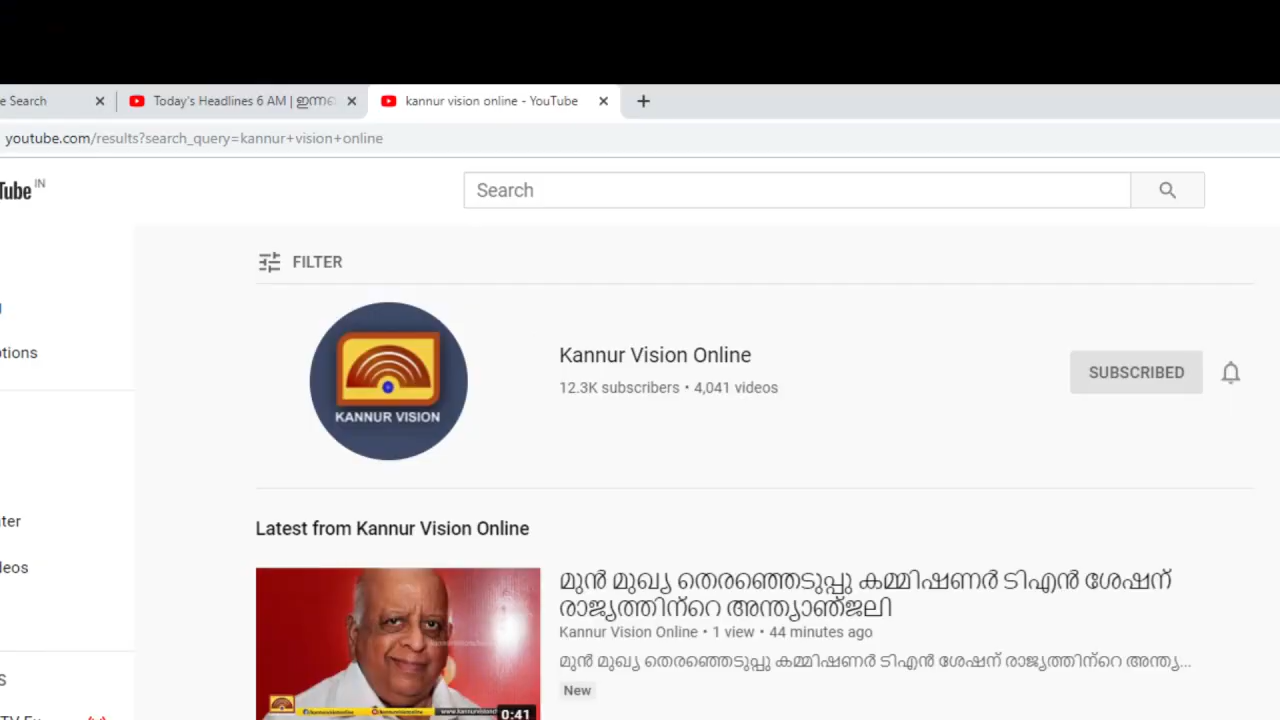 e Search
Today's Headlines 6 AM | ഇന്നെ
kannur vision online - YouTube
youtube.com/results?search_query=kannur+vision+online
Tube IN
Search
FILTER
KANNUR VISION
Kannur Vision Online
12.3K subscribers • 4,041 videos
SUBSCRIBED
ptions
Latest from Kannur Vision Online
ter
leos
മുൻ മുഖ്യ തെരഞ്ഞെടുപ്പു കമ്മിഷണർ ടിഎൻ ശേഷന്
രാജ്യത്തിന്റെ അന്ത്യാഞ്ജലി
Kannur Vision Online • 1 view • 44 minutes ago
മുൻ മുഖ്യ തെരഞ്ഞെടുപ്പു കമ്മിഷണർ ടിഎൻ ശേഷന് രാജ്യത്തിന്റെ അന്ത്യ...
New
0:41
S